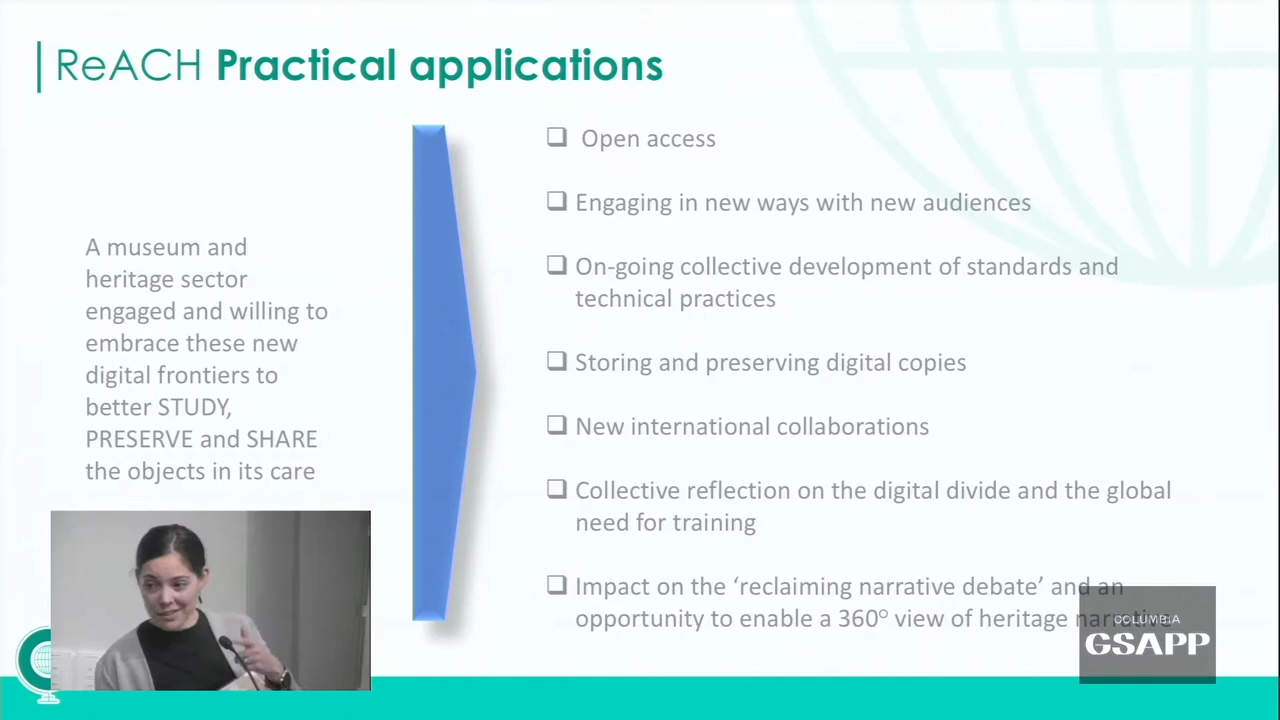 ReACH Practical applications
A museum and
heritage sector
engaged and willing to
embrace these new
digital frontiers to
better STUDY,
PRESERVE and SHARE
the objects in its care
Open access
Engaging in new ways with new audiences
On-going collective development of standards and
technical practices
Storing and preserving digital copies
New international collaborations
Collective reflection on the digital divide and the global
need for training
Impact on the ‘reclaiming narrative debate’ and an
opportunity to enable a 360° view of heritage narrative
COLUMBIA
GSAPP